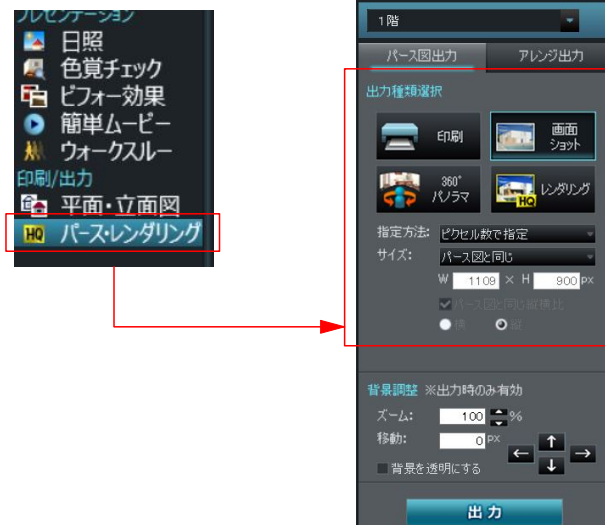 プレゼンテーション
日照
色覚チェック
ビフォー効果
簡単ムービー
ウォークスルー
印刷/出力
平面・立面図
HQ パース・レンダリング
1階
パース図出力 アレンジ出力
出力種類選択
印刷
画面
ショット
360°
パノラマ
HQ
レンダリング
指定方法: ピクセル数で指定
サイズ: パース図と同じ
W 1109 × H 900 px
パース図と同じ縦横比
横 縦
背景調整 ※出力時のみ有効
ズーム: 100 %
移動: 0 px
背景を透明にする
出力